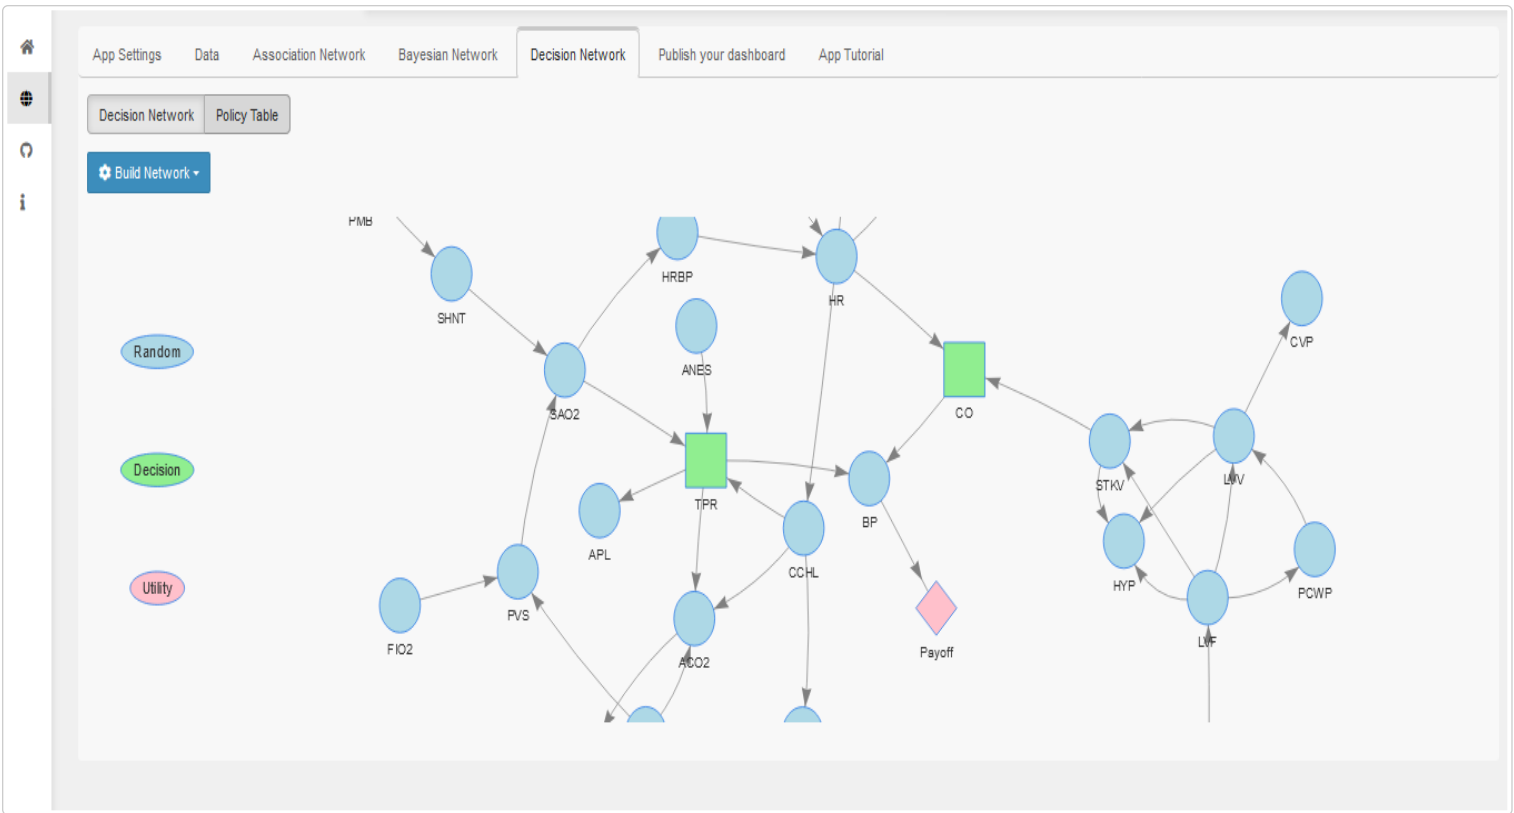 App Settings
Data
Association Network
Bayesian Network
Decision Network
Publish your dashboard
App Tutorial
Decision Network
Policy Table
Build Network
PMB
HRBP
HR
SHNT
CVP
Random
ANES
SAO2
CO
Decision
STKV
LVV
TPR
BP
APL
CCHL
HYP
PCWP
Utility
PVS
FIO2
ACO2
Payoff
LVF